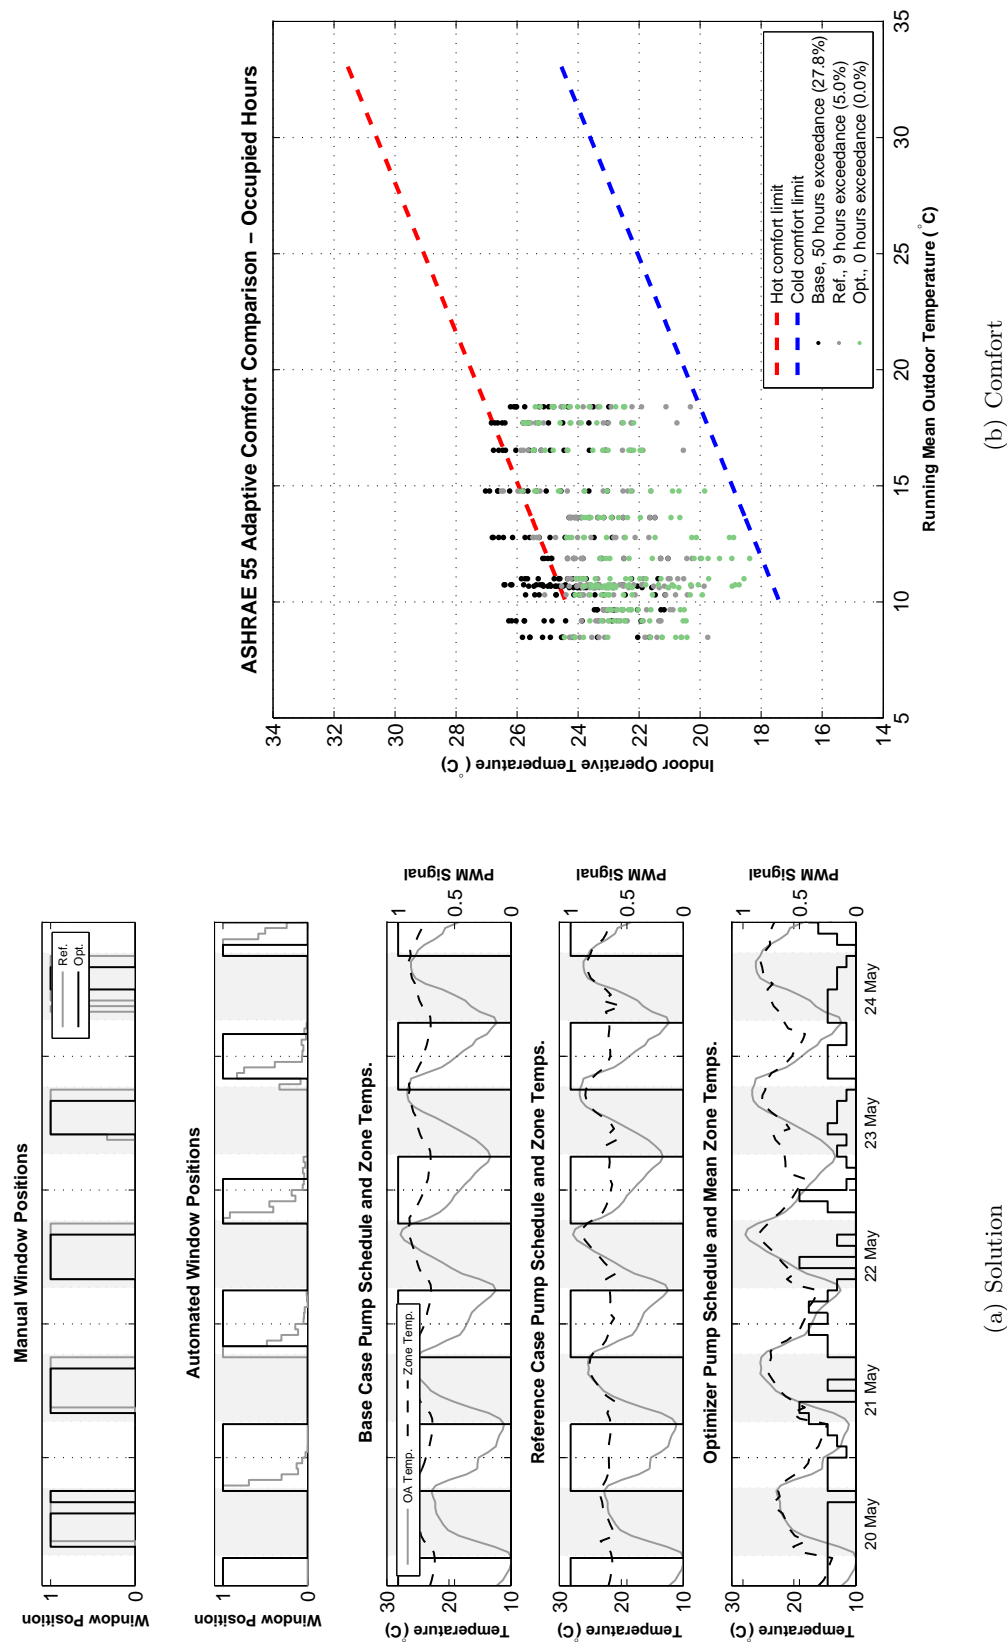 Manual Window Positions
Window Position
1
0
Ref.
Opt.
Automated Window Positions
Window Position
1
0
Base Case Pump Schedule and Zone Temps.
Temperature (°C)
30
20
10
PWM Signal
1
0.5
0
OA Temp.
Zone Temp.
Reference Case Pump Schedule and Zone Temps.
Temperature (°C)
30
20
10
PWM Signal
1
0.5
0
Optimizer Pump Schedule and Mean Zone Temps.
Temperature (°C)
30
20
10
PWM Signal
1
0.5
0
20 May
21 May
22 May
23 May
24 May
(a) Solution
ASHRAE 55 Adaptive Comfort Comparison − Occupied Hours
Indoor Operative Temperature (°C)
34
32
30
28
26
24
22
20
18
16
14
5
10
15
20
25
30
35
Running Mean Outdoor Temperature (°C)
Hot comfort limit
Cold comfort limit
Base, 50 hours exceedance (27.8%)
Ref., 9 hours exceedance (5.0%)
Opt., 0 hours exceedance (0.0%)
(b) Comfort